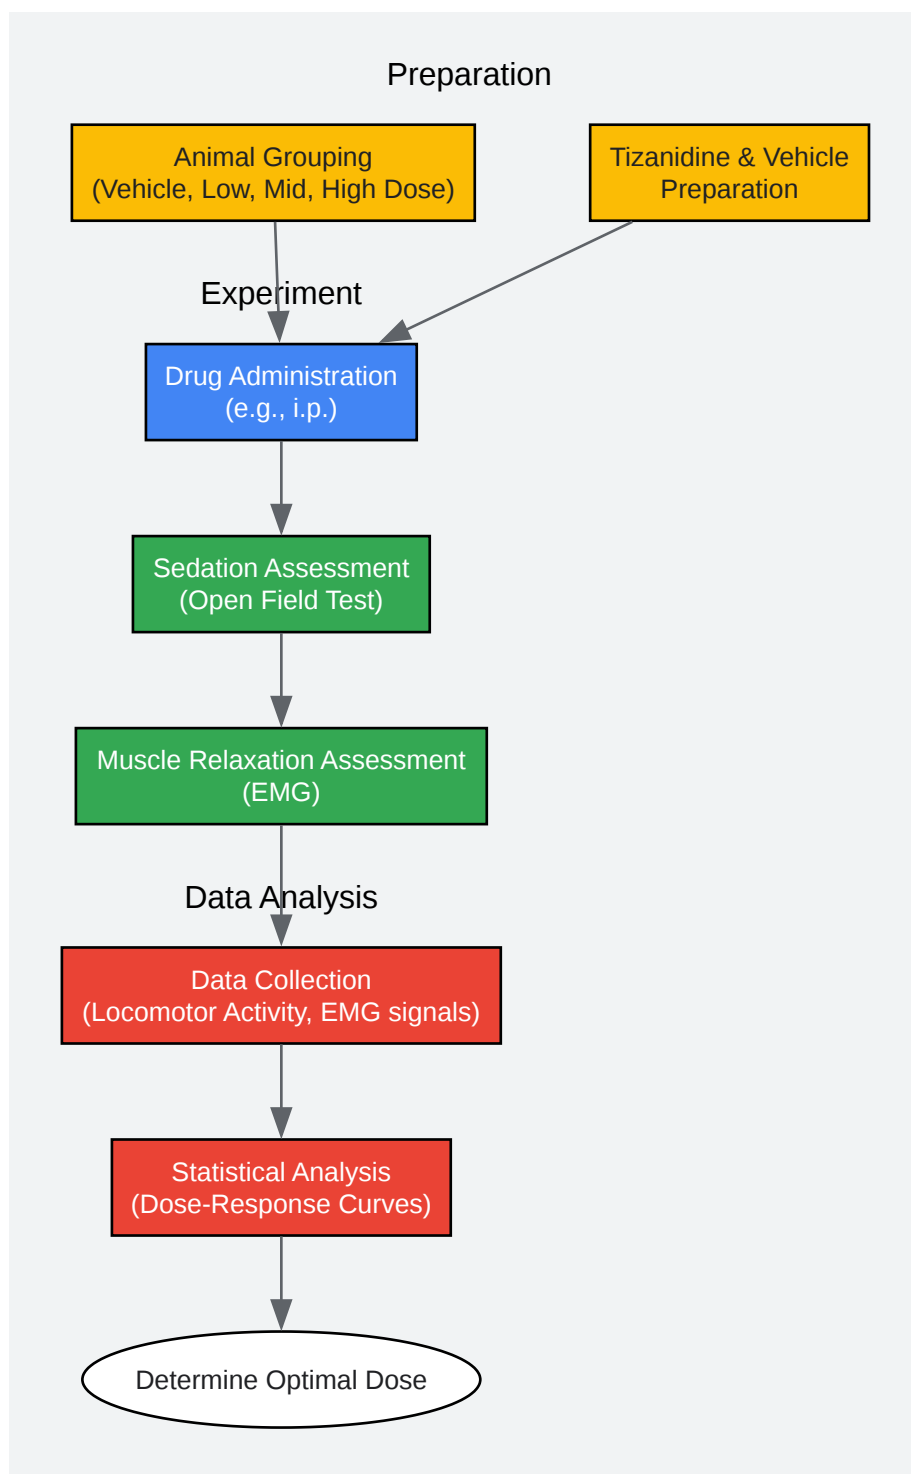 Preparation
Animal Grouping
(Vehicle, Low, Mid, High Dose)
Tizanidine & Vehicle
Preparation
Experiment
Drug Administration
(e.g., i.p.)
Sedation Assessment
(Open Field Test)
Muscle Relaxation Assessment
(EMG)
Data Analysis
Data Collection
(Locomotor Activity, EMG signals)
Statistical Analysis
(Dose-Response Curves)
Determine Optimal Dose